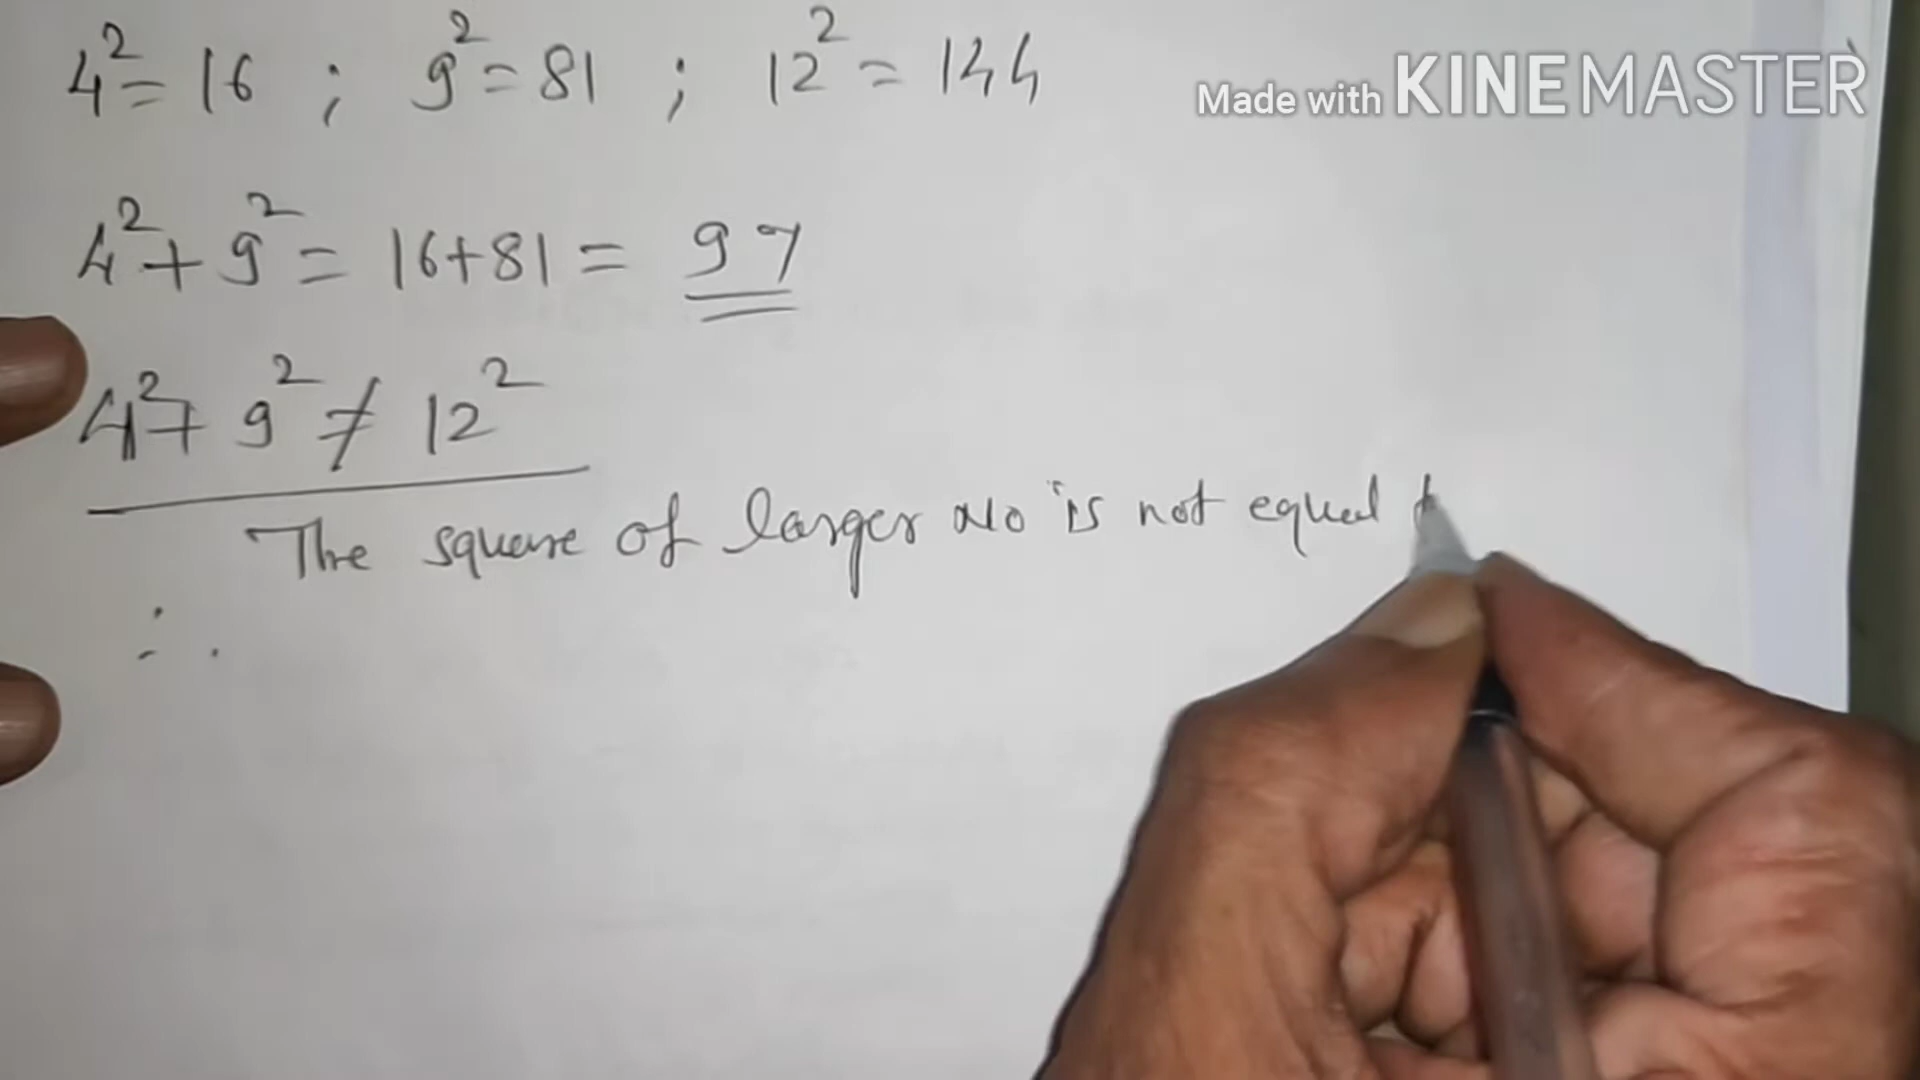 4² = 16 ; 9² = 81 ; 12² = 144
Made with KINEMASTER
4² + 9² = 16 + 81 = 97
4² + 9² ≠ 12²
The square of larger No is not equal
∴